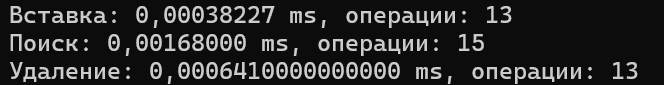 Вставка: 0,00038227 ms, операции: 13
Поиск: 0,00168000 ms, операции: 15
Удаление: 0,0006410000000000 ms, операции: 13